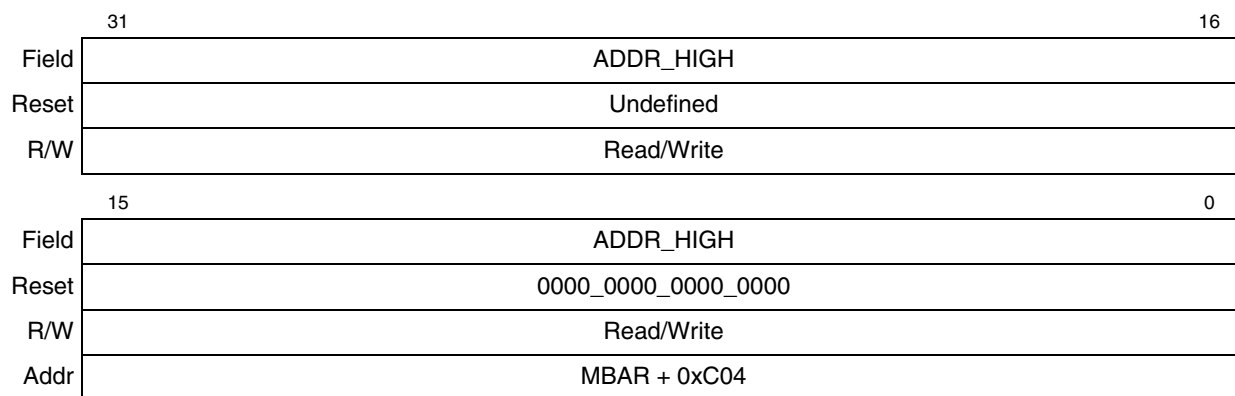 31 16
Field ADDR_HIGH
Reset Undefined
R/W Read/Write
15 0
Field ADDR_HIGH
Reset 0000_0000_0000_0000
R/W Read/Write
Addr MBAR + 0xC04